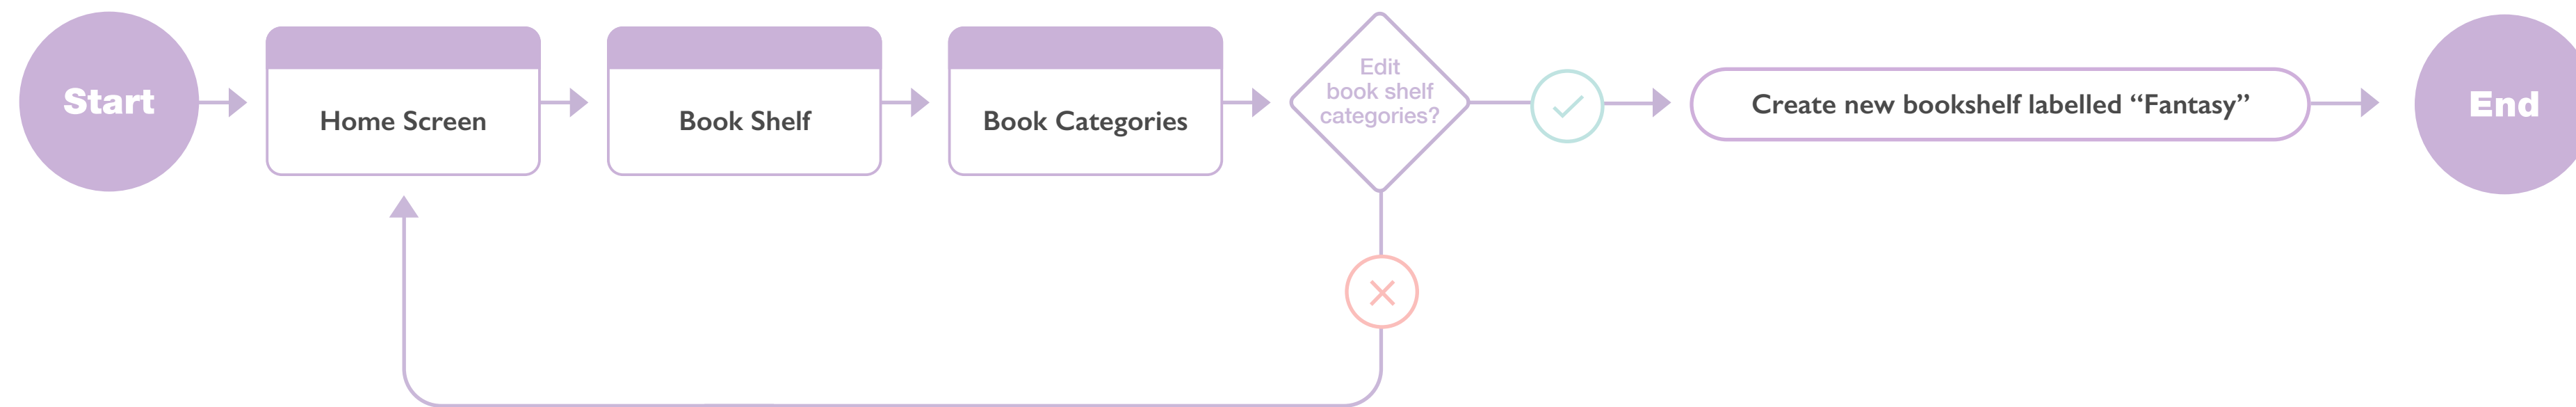 Start
Home Screen
Book Shelf
Book Categories
Edit
book shelf
categories?
Create new bookshelf labelled “Fantasy”
End